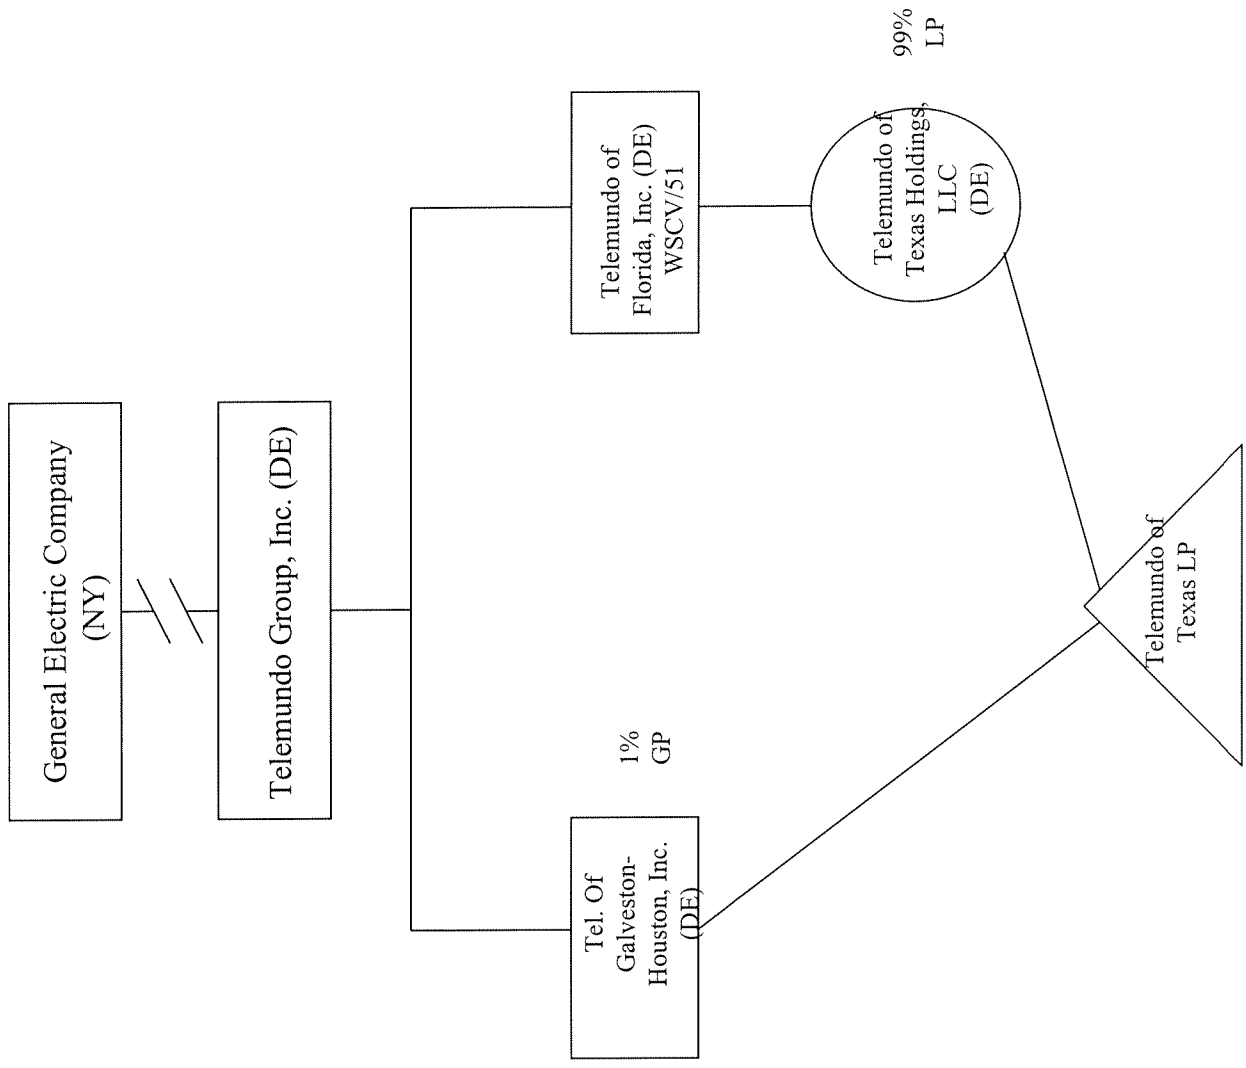 General Electric Company
(NY)
Telemundo Group, Inc. (DE)
Tel. Of
Galveston-
Houston, Inc.
(DE)
1%
GP
Telemundo of
Florida, Inc. (DE)
WSCV/51
Telemundo of
Texas Holdings,
LLC
(DE)
99%
LP
Telemundo of
Texas LP